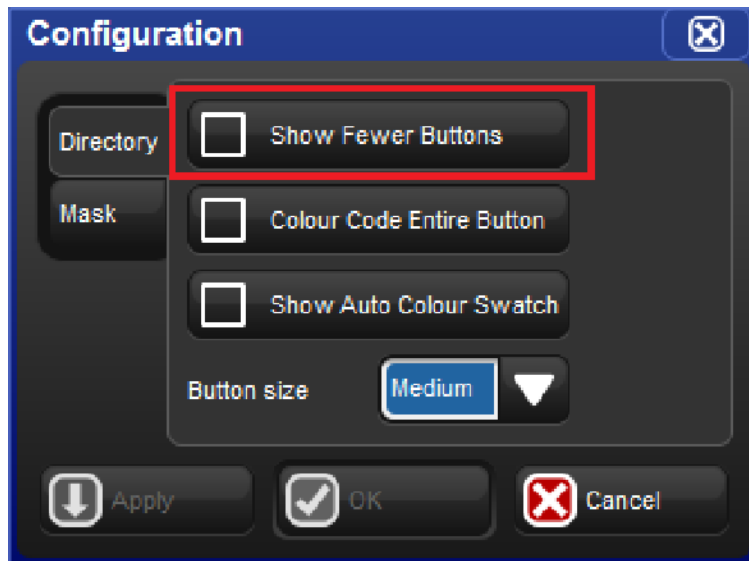 Configuration
Directory
Show Fewer Buttons
Mask
Colour Code Entire Button
Show Auto Colour Swatch
Button size
Medium
Apply
OK
Cancel